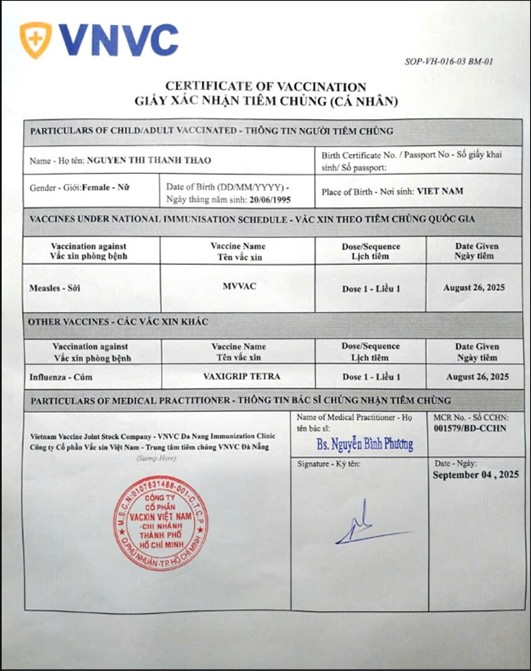 VNVC
SOP-VH-016-03 BM-01
CERTIFICATE OF VACCINATION
GIẤY XÁC NHẬN TIÊM CHỦNG (CÁ NHÂN)
PARTICULARS OF CHILD/ADULT VACCINATED - THÔNG TIN NGƯỜI TIÊM CHỦNG
Name - Họ tên: NGUYEN THI THANH THAO
Birth Certificate No. / Passport No - Số giấy khai
sinh/ Số passport:
Gender - Giới:Female - Nữ
Date of Birth (DD/MM/YYYY) -
Ngày tháng năm sinh: 20/06/1995
Place of Birth - Nơi sinh: VIET NAM
VACCINES UNDER NATIONAL IMMUNISATION SCHEDULE - VẮC XIN THEO TIÊM CHỦNG QUỐC GIA
Vaccination against
Vắc xin phòng bệnh
Vaccine Name
Tên vắc xin
Dose/Sequence
Lịch tiêm
Date Given
Ngày tiêm
Measles - Sởi
MVVAC
Dose 1 - Liều 1
August 26, 2025
OTHER VACCINES - CÁC VẮC XIN KHÁC
Vaccination against
Vắc xin phòng bệnh
Vaccine Name
Tên vắc xin
Dose/Sequence
Lịch tiêm
Date Given
Ngày tiêm
Influenza - Cúm
VAXIGRIP TETRA
Dose 1 - Liều 1
August 26, 2025
PARTICULARS OF MEDICAL PRACTITIONER - THÔNG TIN BÁC SĨ CHỨNG NHẬN TIÊM CHỦNG
Vietnam Vaccine Joint Stock Company - VNVC Da Nang Immunization Clinic
Công ty Cổ phần Vắc xin Việt Nam - Trung tâm tiêm chủng VNVC Đà Nẵng
(Stamp Here)
M.S.C.N:0107631488-001-C.T.C.P
CÔNG TY
CỔ PHẦN
VACXIN VIỆT NAM
-CHI NHÁNH
THÀNH PHỐ
HỒ CHÍ MINH
Q.PHÚ NHUẬN-TP.HỒ CHÍ MINH
Name of Medical Practitioner - Họ
tên bác sĩ:
Bs. Nguyễn Bình Phương
MCR No. - Số CCHN:
001579/BD-CCHN
Signature - Ký tên:
Date - Ngày:
September 04 , 2025